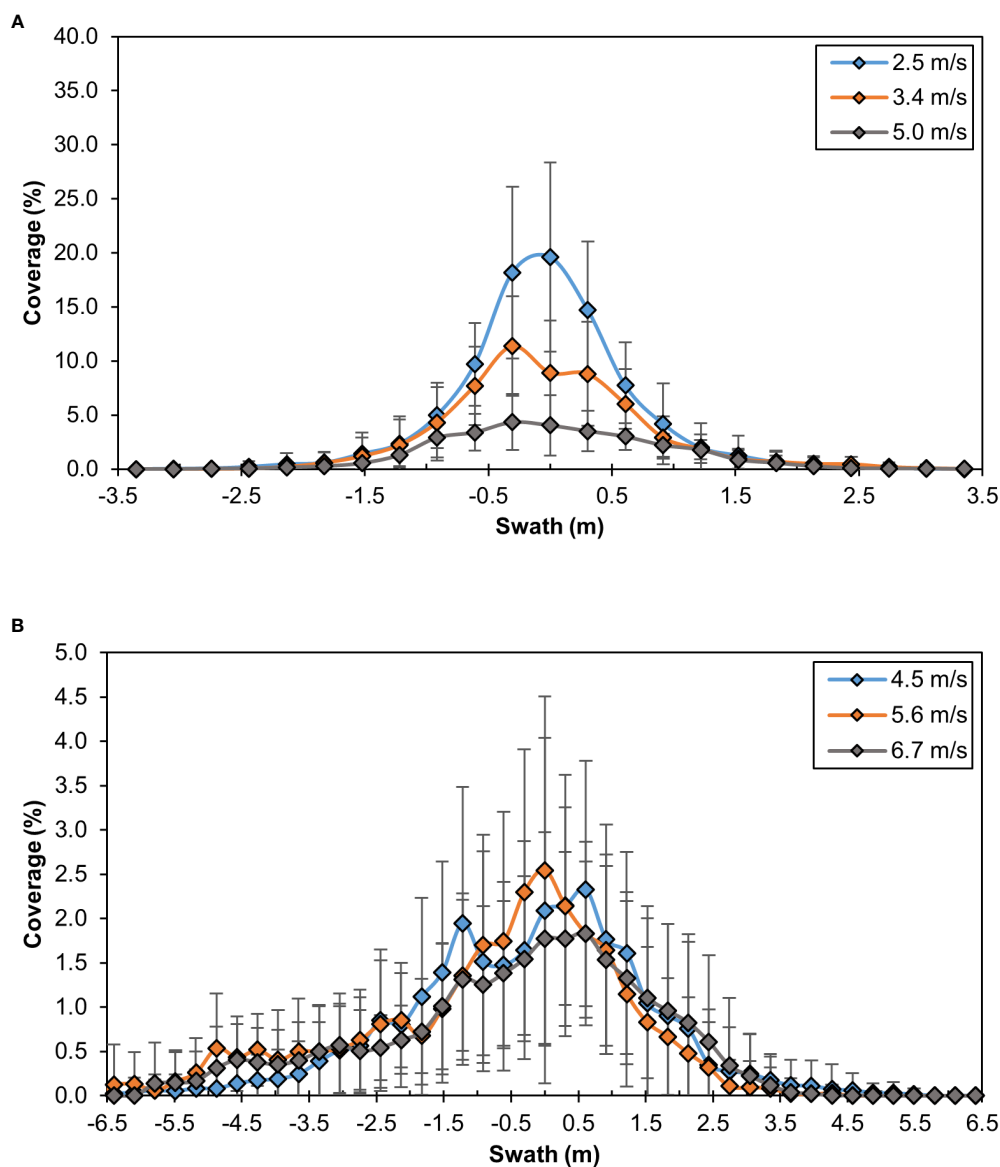 A
40.0
35.0
30.0
25.0
20.0
15.0
10.0
5.0
0.0
Coverage (%)
2.5 m/s
3.4 m/s
5.0 m/s
-3.5 -2.5 -1.5 -0.5 0.5 1.5 2.5 3.5
Swath (m)
B
5.0
4.5
4.0
3.5
3.0
2.5
2.0
1.5
1.0
0.5
0.0
Coverage (%)
4.5 m/s
5.6 m/s
6.7 m/s
-6.5 -5.5 -4.5 -3.5 -2.5 -1.5 -0.5 0.5 1.5 2.5 3.5 4.5 5.5 6.5
Swath (m)